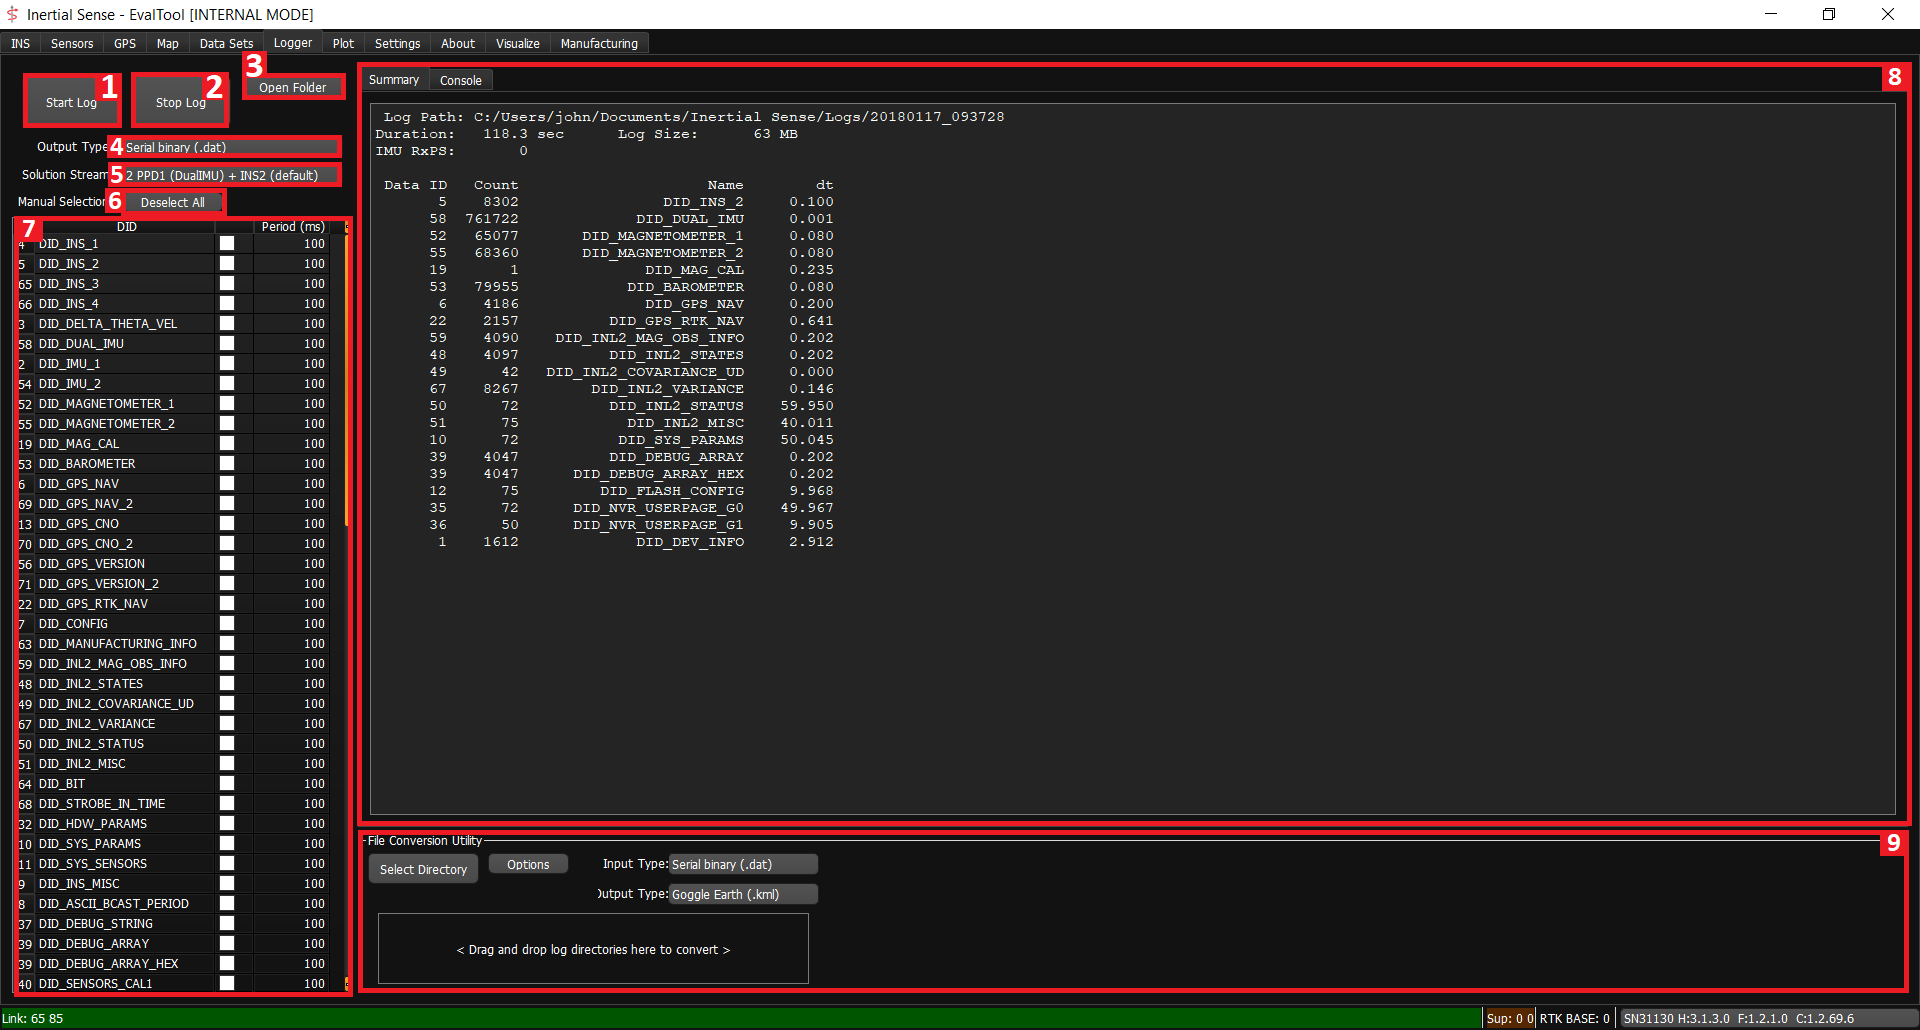 Inertial Sense - EvalTool [INTERNAL MODE]
INS Sensors GPS Map Data Sets Logger Plot Settings About Visualize Manufacturing
Start Log 1
Stop Log 2
3
Open Folder
Output Type 4 Serial binary (.dat)
Solution Stream 5 2 PPD1 (DualIMU) + INS2 (default)
Manual Selection 6 Deselect All
7 DID Period (ms)
4 DID_INS_1 100
5 DID_INS_2 100
65 DID_INS_3 100
66 DID_INS_4 100
3 DID_DELTA_THETA_VEL 100
58 DID_DUAL_IMU 100
2 DID_IMU_1 100
54 DID_IMU_2 100
52 DID_MAGNETOMETER_1 100
55 DID_MAGNETOMETER_2 100
19 DID_MAG_CAL 100
53 DID_BAROMETER 100
6 DID_GPS_NAV 100
69 DID_GPS_NAV_2 100
13 DID_GPS_CNO 100
70 DID_GPS_CNO_2 100
56 DID_GPS_VERSION 100
71 DID_GPS_VERSION_2 100
22 DID_GPS_RTK_NAV 100
7 DID_CONFIG 100
63 DID_MANUFACTURING_INFO 100
59 DID_INL2_MAG_OBS_INFO 100
48 DID_INL2_STATES 100
49 DID_INL2_COVARIANCE_UD 100
67 DID_INL2_VARIANCE 100
50 DID_INL2_STATUS 100
51 DID_INL2_MISC 100
64 DID_BIT 100
68 DID_STROBE_IN_TIME 100
32 DID_HDW_PARAMS 100
10 DID_SYS_PARAMS 100
11 DID_SYS_SENSORS 100
9 DID_INS_MISC 100
8 DID_ASCII_BCAST_PERIOD 100
37 DID_DEBUG_STRING 100
39 DID_DEBUG_ARRAY 100
39 DID_DEBUG_ARRAY_HEX 100
40 DID_SENSORS_CAL1 100
Summary Console 8
Log Path: C:/Users/john/Documents/Inertial Sense/Logs/20180117_093728
Duration: 118.3 sec Log Size: 63 MB
IMU RxPS: 0
Data ID Count Name dt
5 8302 DID_INS_2 0.100
58 761722 DID_DUAL_IMU 0.001
52 65077 DID_MAGNETOMETER_1 0.080
55 68360 DID_MAGNETOMETER_2 0.080
19 1 DID_MAG_CAL 0.235
53 79955 DID_BAROMETER 0.080
6 4186 DID_GPS_NAV 0.200
22 2157 DID_GPS_RTK_NAV 0.641
59 4090 DID_INL2_MAG_OBS_INFO 0.202
48 4097 DID_INL2_STATES 0.202
49 42 DID_INL2_COVARIANCE_UD 0.000
67 8267 DID_INL2_VARIANCE 0.146
50 72 DID_INL2_STATUS 59.950
51 75 DID_INL2_MISC 40.011
10 72 DID_SYS_PARAMS 50.045
39 4047 DID_DEBUG_ARRAY 0.202
39 4047 DID_DEBUG_ARRAY_HEX 0.202
12 75 DID_FLASH_CONFIG 9.968
35 72 DID_NVR_USERPAGE_G0 49.967
36 50 DID_NVR_USERPAGE_G1 9.905
1 1612 DID_DEV_INFO 2.912
File Conversion Utility 9
Select Directory Options Input Type: Serial binary (.dat)
Output Type: Goggle Earth (.kml)
< Drag and drop log directories here to convert >
Link: 65 85 Sup: 0 0 RTK BASE: 0 SN31130 H:3.1.3.0 F:1.2.1.0 C:1.2.69.6